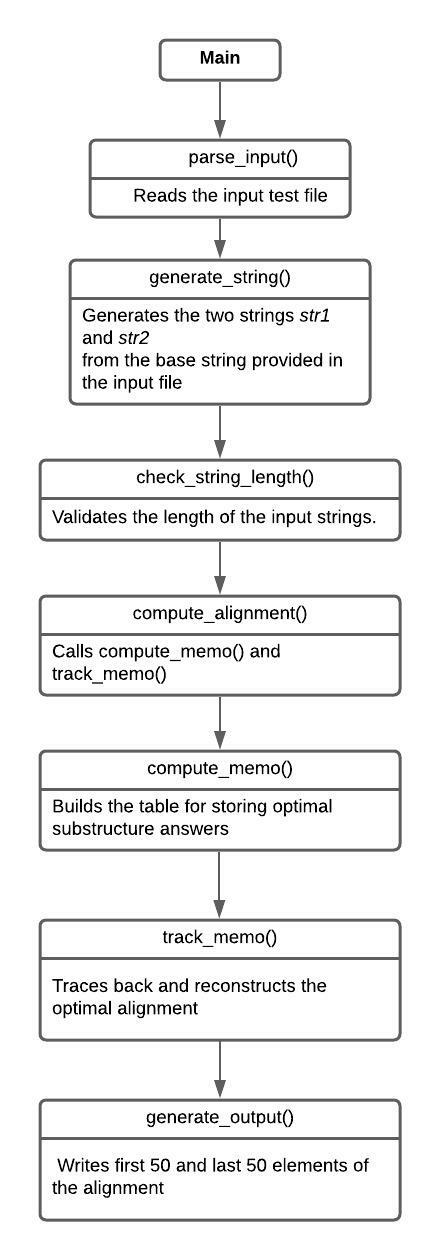 Main
parse_input()
Reads the input test file
generate_string()
Generates the two strings str1
and str2
from the base string provided in
the input file
check_string_length()
Validates the length of the input strings.
compute_alignment()
Calls compute_memo() and
track_memo()
compute_memo()
Builds the table for storing optimal
substructure answers
track_memo()
Traces back and reconstructs the
optimal alignment
generate_output()
Writes first 50 and last 50 elements of
the alignment